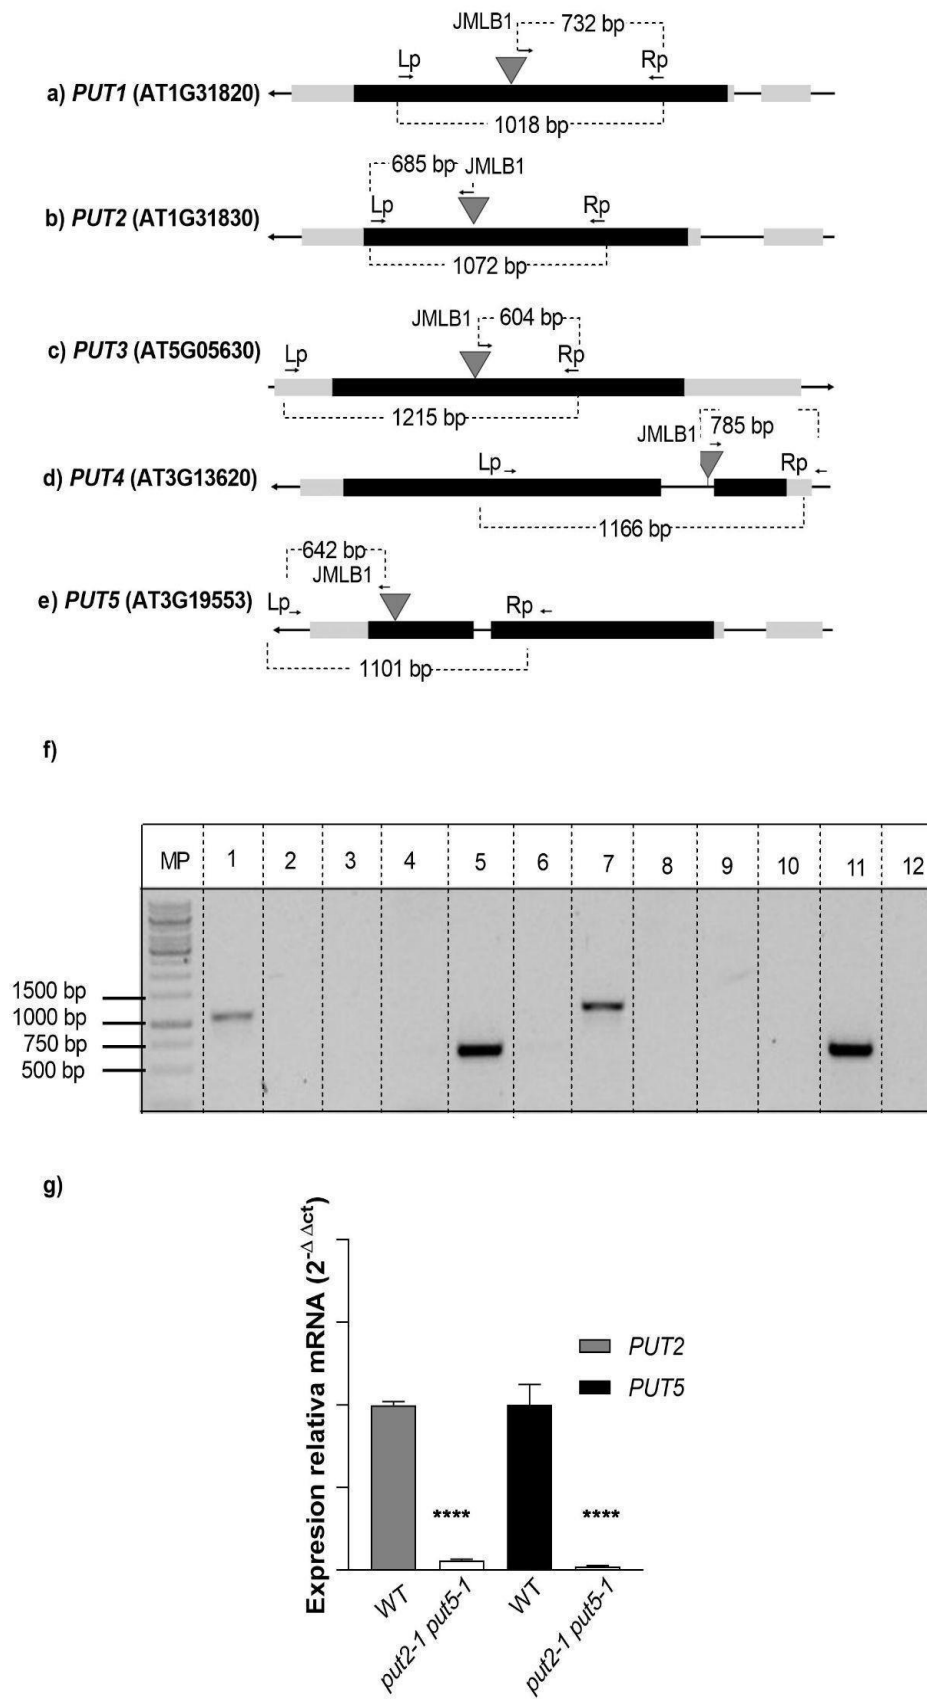 JMLB1 732 bp
Lp Rp
a) PUT1 (AT1G31820)
1018 bp
685 bp JMLB1
Lp Rp
b) PUT2 (AT1G31830)
1072 bp
JMLB1 604 bp
c) PUT3 (AT5G05630) Lp Rp
1215 bp
JMLB1 785 bp
Lp Rp
d) PUT4 (AT3G13620)
1166 bp
642 bp
JMLB1
e) PUT5 (AT3G19553) Lp Rp
1101 bp
f)
MP 1 2 3 4 5 6 7 8 9 10 11 12
1500 bp
1000 bp
750 bp
500 bp
g)
Expresion relativa mRNA (2-Δ Δct)
PUT2
PUT5
**** ****
WT put2-1 put5-1 WT put2-1 put5-1